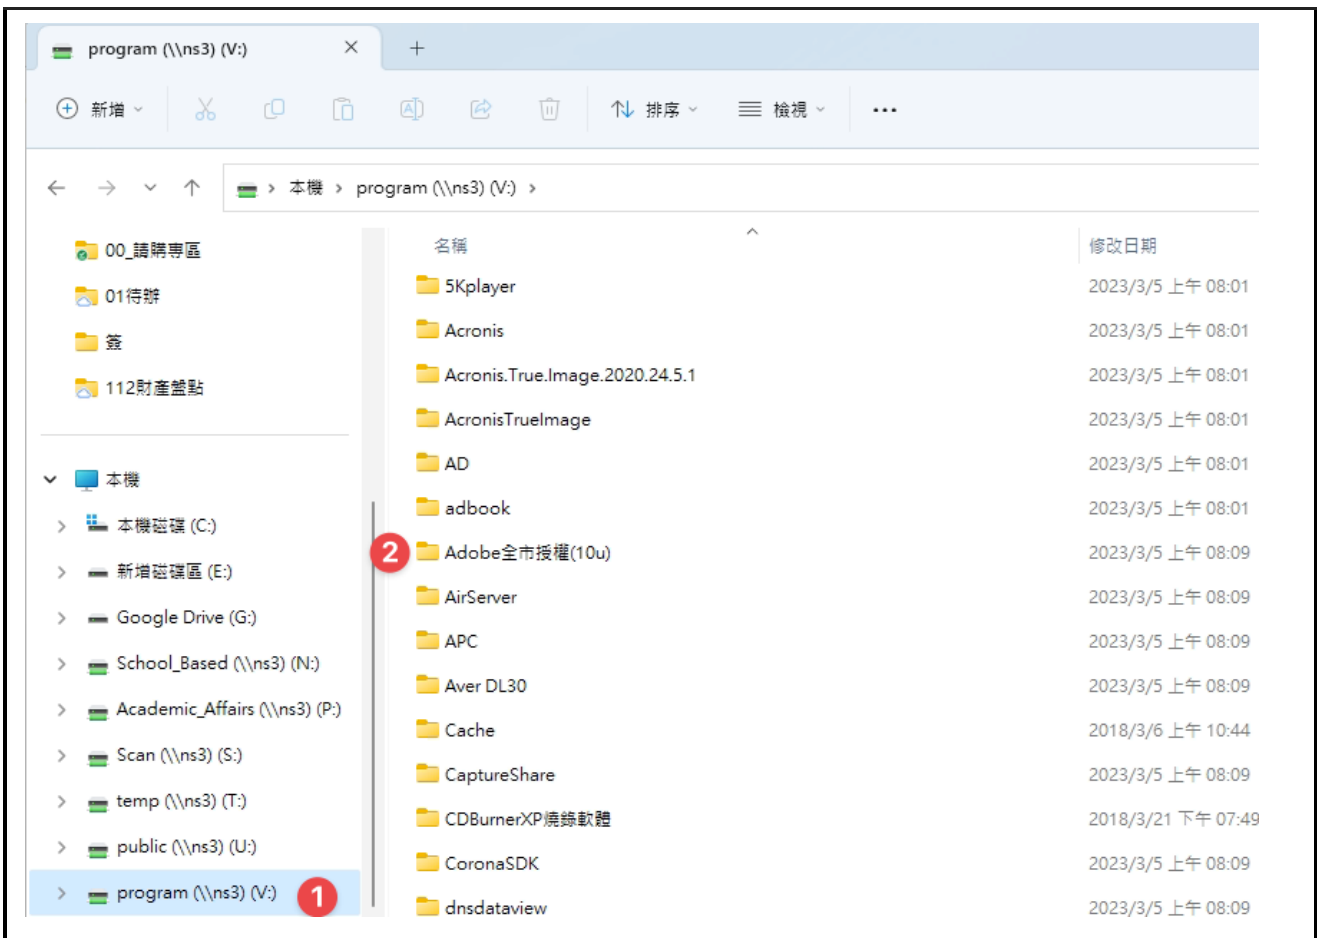 program (\\ns3) (V:)
新增
排序
檢視
本機
program (\\ns3) (V:)
00_請購專區
01待辦
簽
112財產盤點
本機
本機磁碟 (C:)
新增磁碟區 (E:)
Google Drive (G:)
School_Based (\\ns3) (N:)
Academic_Affairs (\\ns3) (P:)
Scan (\\ns3) (S:)
temp (\\ns3) (T:)
public (\\ns3) (U:)
program (\\ns3) (V:) 1
名稱 修改日期
5Kplayer 2023/3/5 上午 08:01
Acronis 2023/3/5 上午 08:01
Acronis.True.Image.2020.24.5.1 2023/3/5 上午 08:01
AcronisTrueImage 2023/3/5 上午 08:01
AD 2023/3/5 上午 08:01
adbook 2023/3/5 上午 08:01
2 Adobe全市授權(10u) 2023/3/5 上午 08:09
AirServer 2023/3/5 上午 08:09
APC 2023/3/5 上午 08:09
Aver DL30 2023/3/5 上午 08:09
Cache 2018/3/6 上午 10:44
CaptureShare 2023/3/5 上午 08:09
CDBurnerXP燒錄軟體 2018/3/21 下午 07:49
CoronaSDK 2023/3/5 上午 08:09
dnsdataview 2023/3/5 上午 08:09